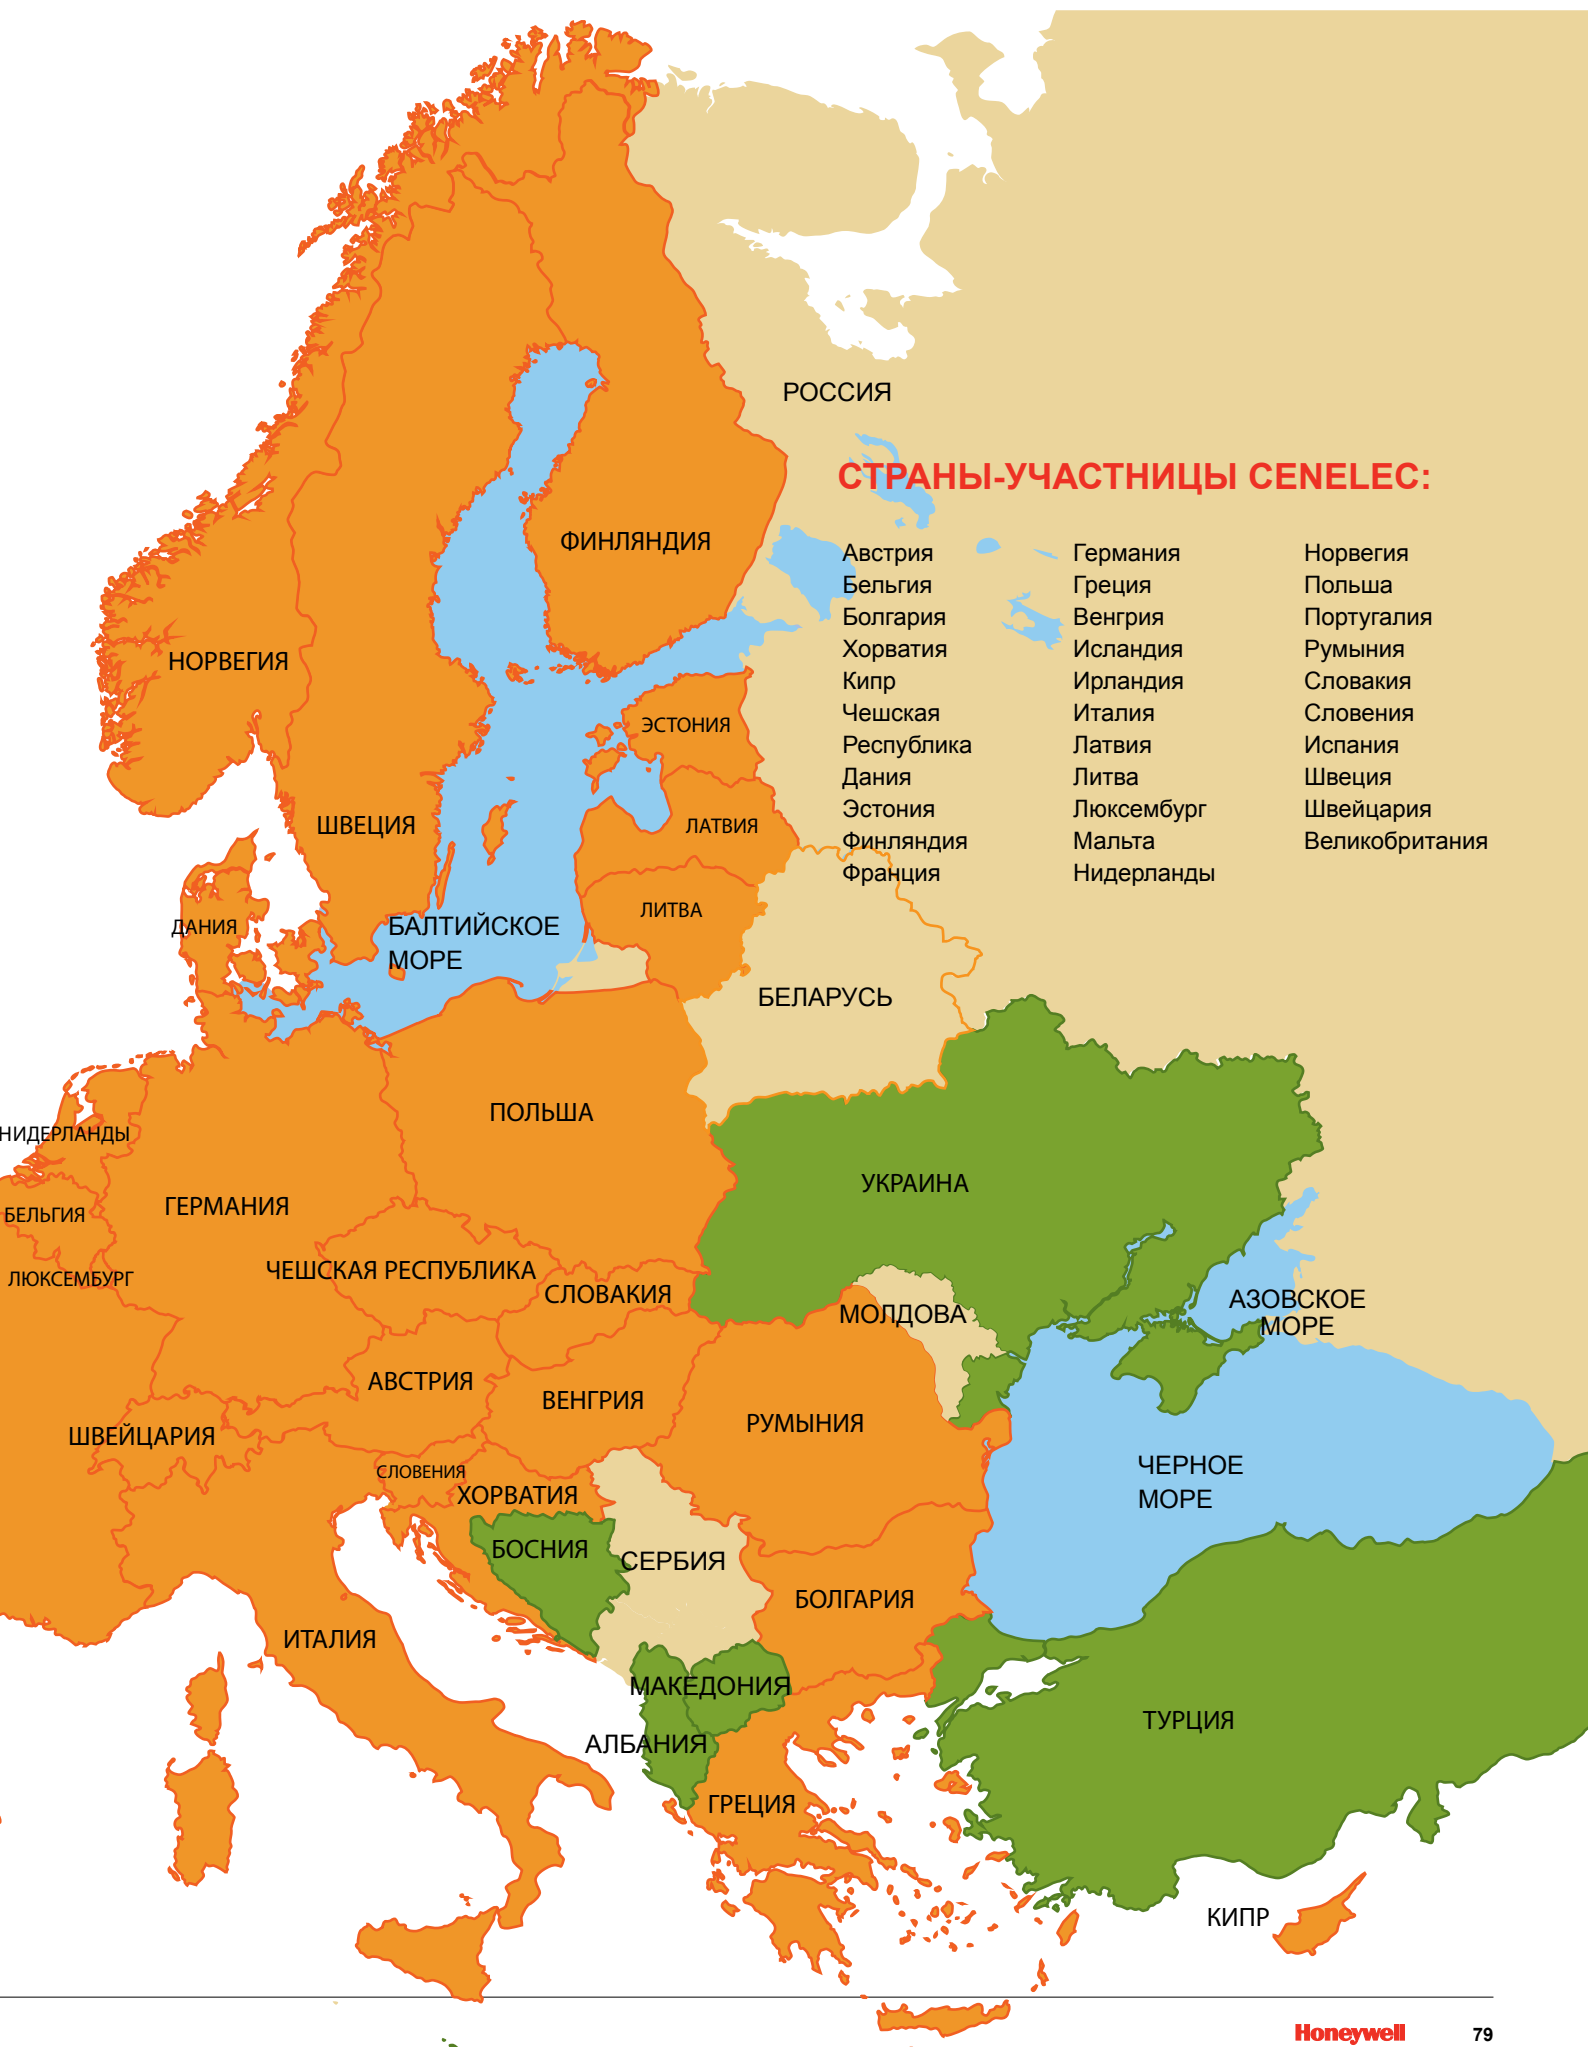 РОССИЯ
СТРАНЫ-УЧАСТНИЦЫ CENELEC:
Австрия
Бельгия
Болгария
Хорватия
Кипр
Чешская
Республика
Дания
Эстония
Финляндия
Франция
Германия
Греция
Венгрия
Исландия
Ирландия
Италия
Латвия
Литва
Люксембург
Мальта
Нидерланды
Норвегия
Польша
Португалия
Румыния
Словакия
Словения
Испания
Швеция
Швейцария
Великобритания
ФИНЛЯНДИЯ
НОРВЕГИЯ
ЭСТОНИЯ
ШВЕЦИЯ
ЛАТВИЯ
ЛИТВА
ДАНИЯ
БАЛТИЙСКОЕ
МОРЕ
БЕЛАРУСЬ
ПОЛЬША
НИДЕРЛАНДЫ
УКРАИНА
ГЕРМАНИЯ
БЕЛЬГИЯ
ЛЮКСЕМБУРГ
ЧЕШСКАЯ РЕСПУБЛИКА
СЛОВАКИЯ
МОЛДОВА
АЗОВСКОЕ
МОРЕ
АВСТРИЯ
ВЕНГРИЯ
РУМЫНИЯ
ШВЕЙЦАРИЯ
СЛОВЕНИЯ
ХОРВАТИЯ
ЧЕРНОЕ
МОРЕ
БОСНИЯ
СЕРБИЯ
БОЛГАРИЯ
ИТАЛИЯ
МАКЕДОНИЯ
АЛБАНИЯ
ТУРЦИЯ
ГРЕЦИЯ
КИПР
Honeywell
79